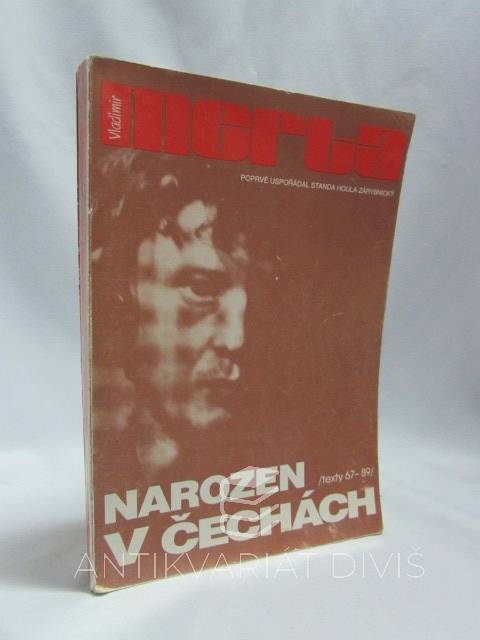 Vladimír
merta
POPRVÉ USPOŘÁDAL STANDA HOULA-ZÁRYBNICKÝ
NAROZEN
/texty 67–89/
V ČECHÁCH
ANTIKVARIÁT DIVIŠ